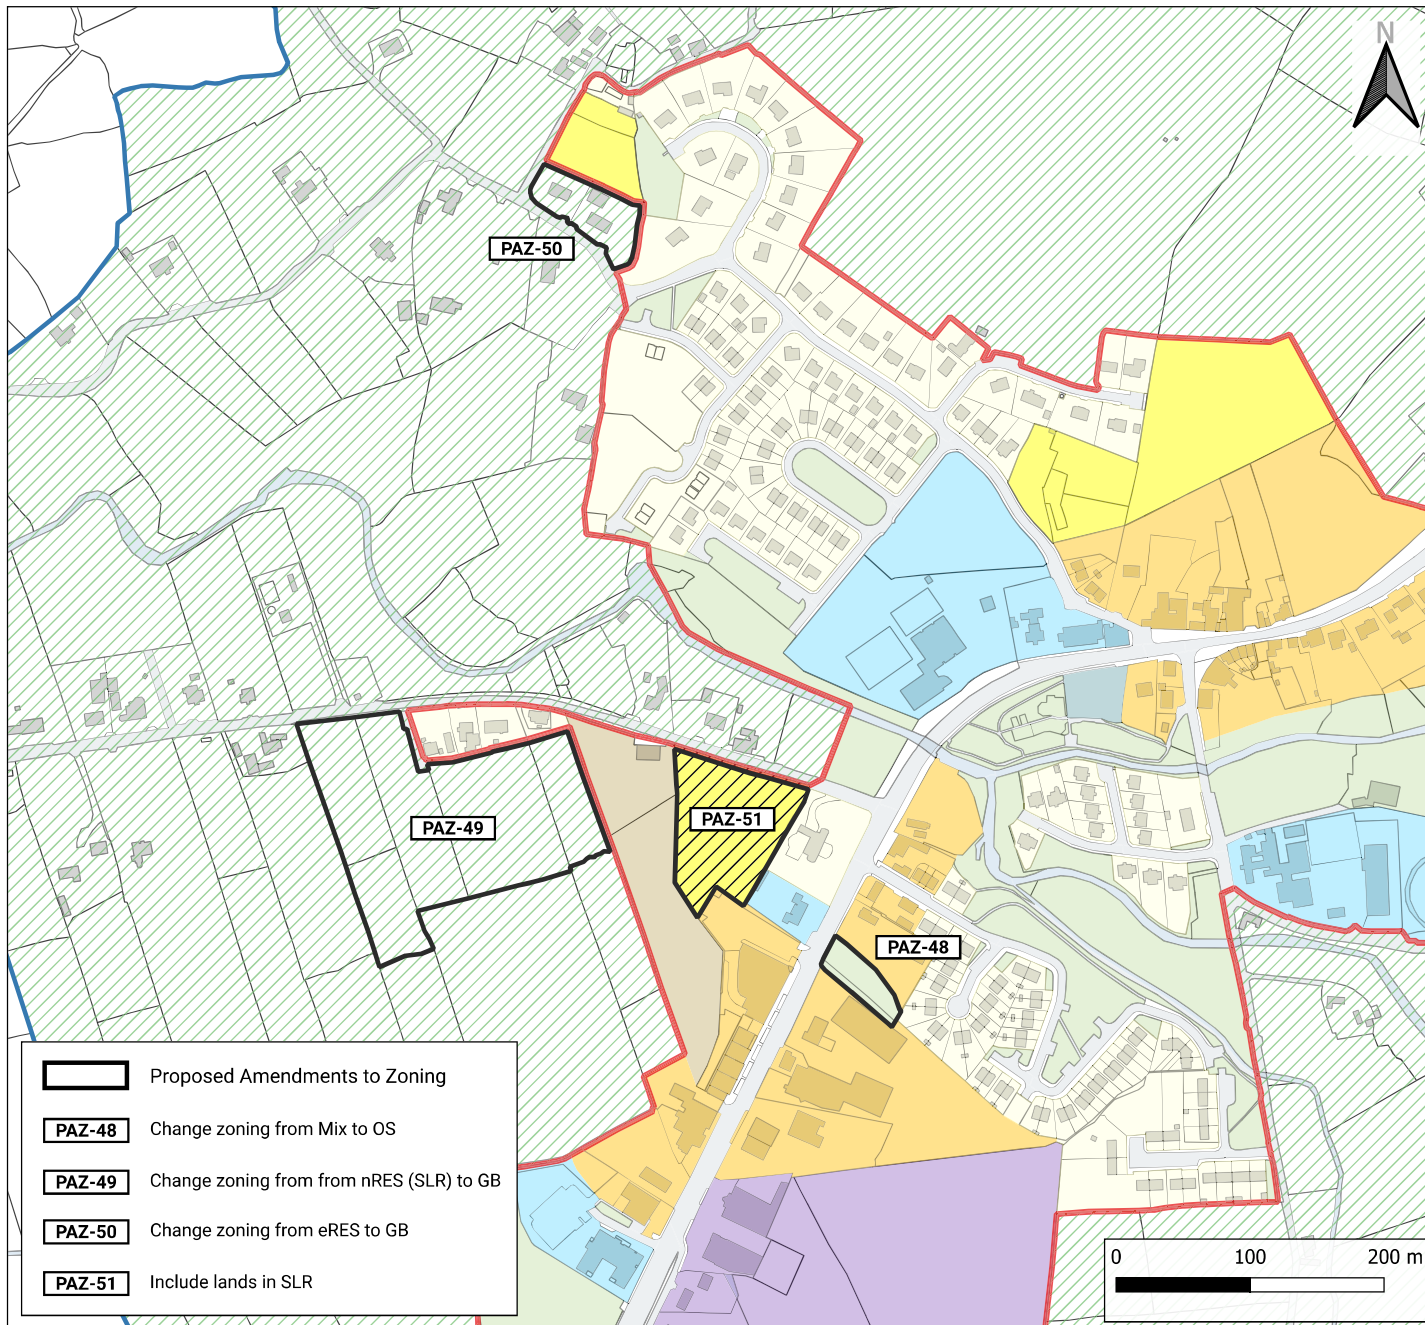 N
PAZ-50
PAZ-51
PAZ-49
PAZ-48
Proposed Amendments to Zoning
PAZ-48 Change zoning from Mix to OS
PAZ-49 Change zoning from from nRES (SLR) to GB
PAZ-50 Change zoning from eRES to GB
PAZ-51 Include lands in SLR
0 100 200 m